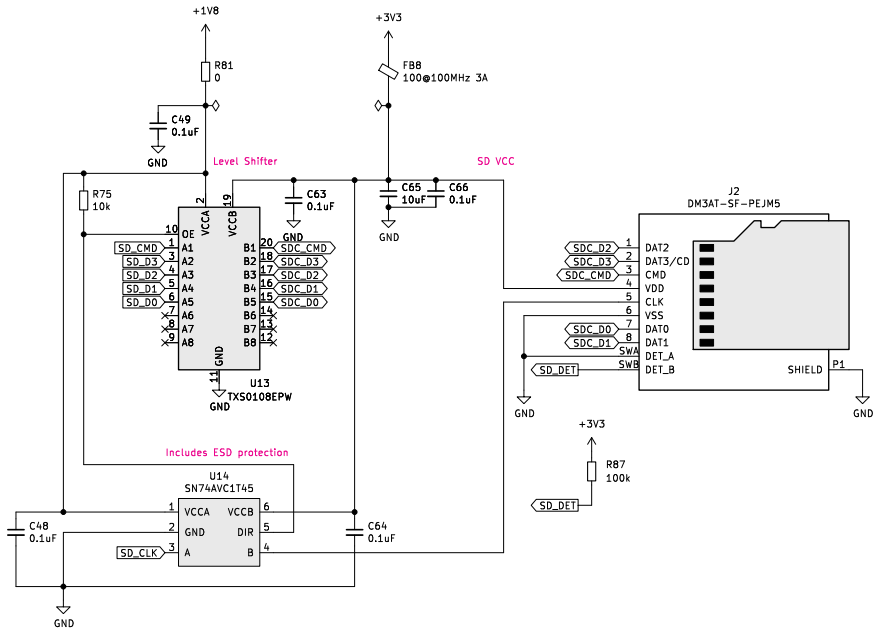 +1V8
+3V3
R81
0
FB8
100@100MHz 3A
C49
0.1uF
GND
Level Shifter
SD VCC
R75
10k
2
19
C63
0.1uF
GND
C65
10uF
C66
0.1uF
GND
VCCA
VCCB
10 OE
SD_CMD 1 A1
SD_D3 3 A2
SD_D2 4 A3
SD_D1 5 A4
SD_D0 6 A5
7 A6
8 A7
9 A8
B1 20 SDC_CMD
B2 18 SDC_D3
B3 17 SDC_D2
B4 16 SDC_D1
B5 15 SDC_D0
B6 14
B7 13
B8 12
GND
11
GND
U13
TXS0108EPW
J2
DM3AT-SF-PEJM5
SDC_D2 1 DAT2
SDC_D3 2 DAT3/CD
SDC_CMD 3 CMD
4 VDD
5 CLK
6 VSS
SDC_D0 7 DAT0
SDC_D1 8 DAT1
SWA DET_A
SD_DET SWB DET_B
SHIELD P1
GND
GND
+3V3
R87
100k
SD_DET
Includes ESD protection
U14
SN74AVC1T45
1 VCCA
2 GND
SD_CLK 3 A
VCCB 6
DIR 5
B 4
C48
0.1uF
C64
0.1uF
GND